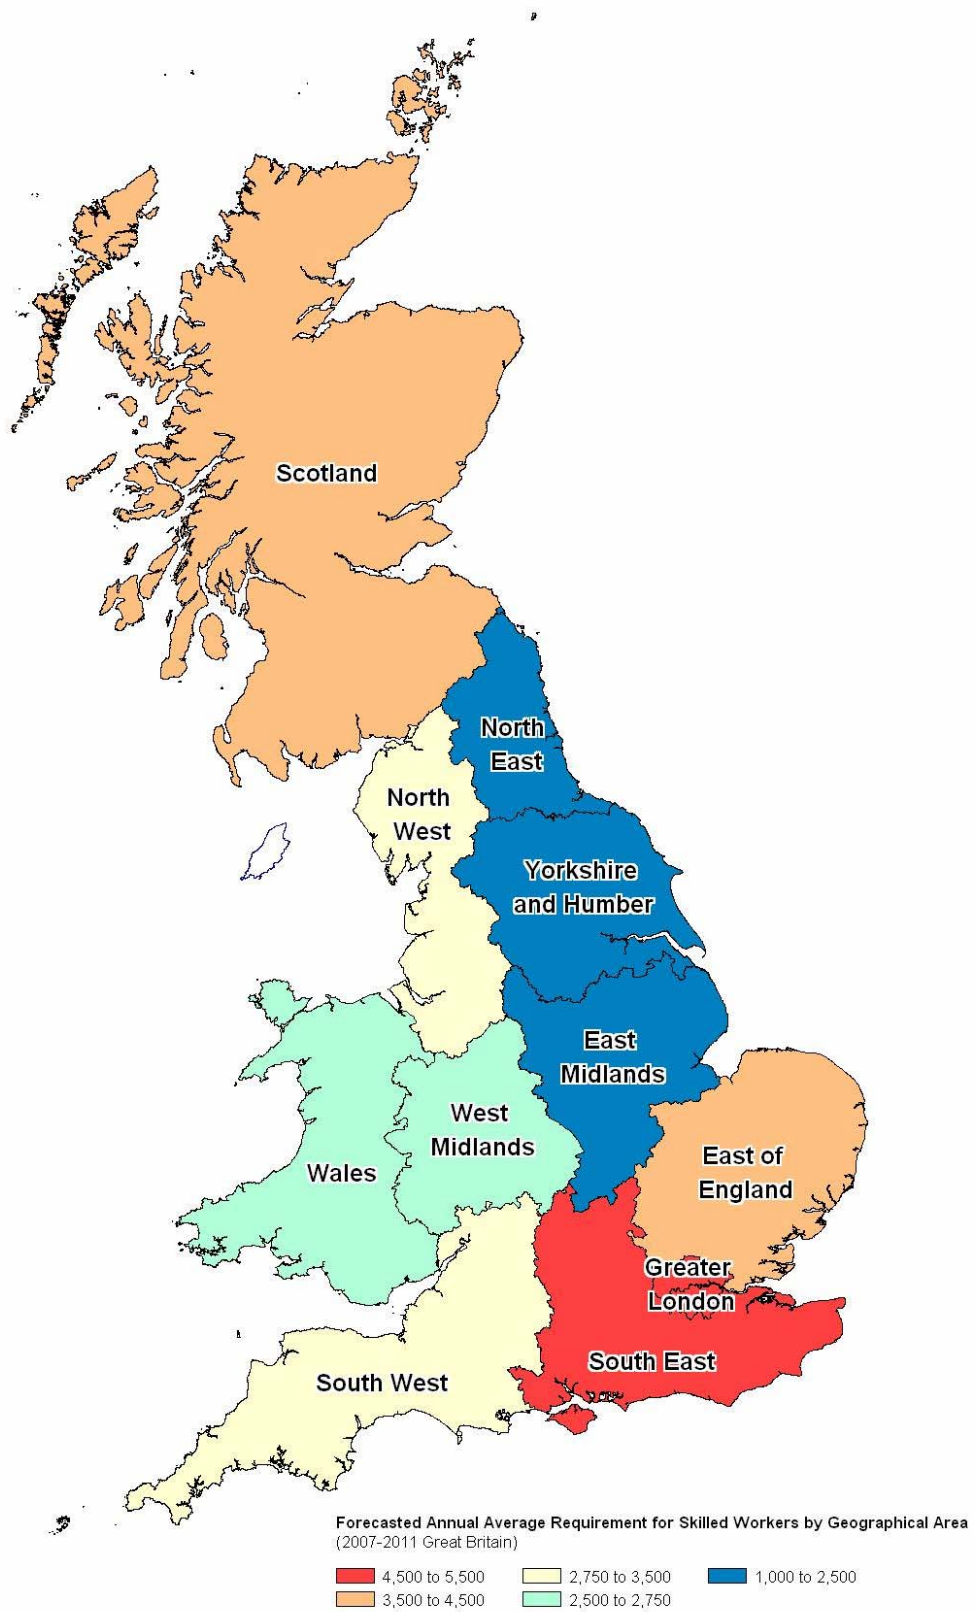 Scotland
North
East
North
West
Yorkshire
and Humber
East
Midlands
West
Midlands
Wales
East of
England
Greater
London
South East
South West
Forecasted Annual Average Requirement for Skilled Workers by Geographical Area
(2007-2011 Great Britain)
4,500 to 5,500
2,750 to 3,500
1,000 to 2,500
3,500 to 4,500
2,500 to 2,750